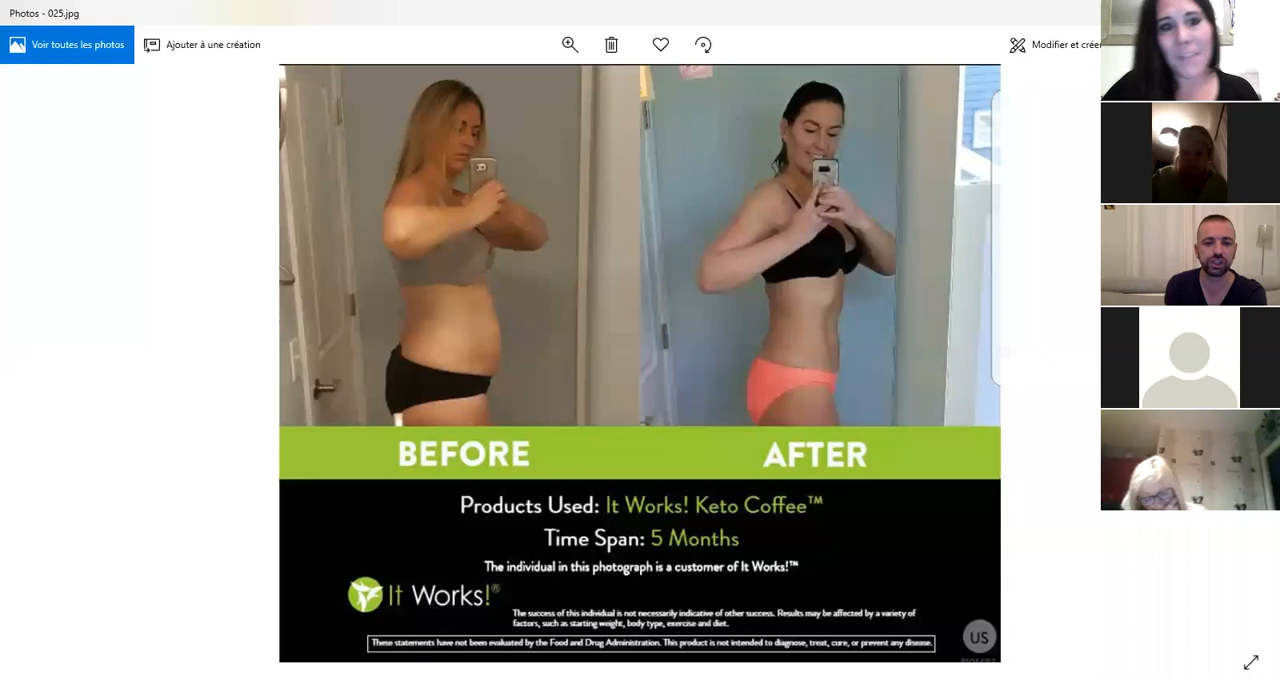 Photos - 025.jpg
Voir toutes les photos
Ajouter à une création
Modifier et créer
BEFORE
AFTER
Products Used: It Works! Keto Coffee™
Time Span: 5 Months
The individual in this photograph is a customer of It Works!™
It Works!®
The success of this individual is not necessarily indicative of other success. Results may be affected by a variety of
factors, such as starting weight, body type, exercise and diet.
These statements have not been evaluated by the Food and Drug Administration. This product is not intended to diagnose, treat, cure, or prevent any disease.
US